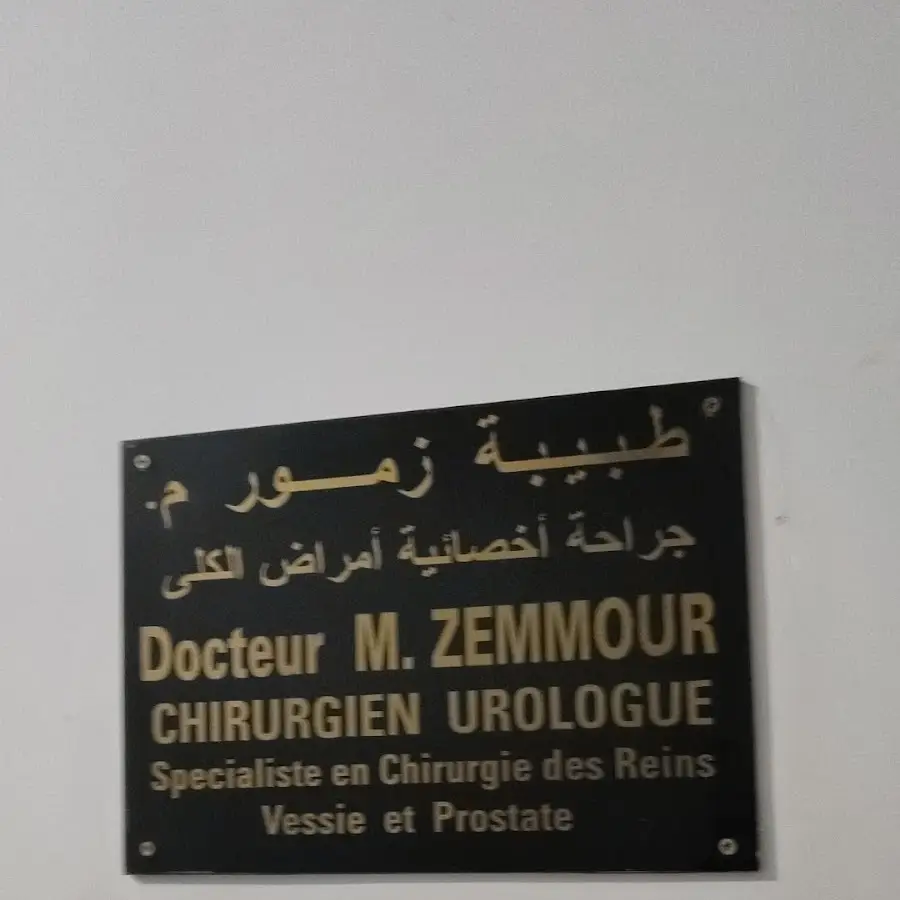 طبيبة زمور م.
جراحة أخصائية أمراض الكلى
Docteur M. ZEMMOUR
CHIRURGIEN UROLOGUE
Specialiste en Chirurgie des Reins
Vessie et Prostate